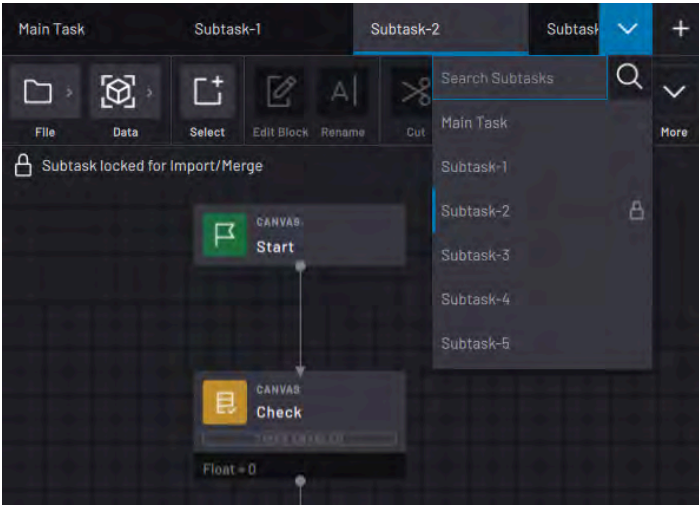 Main Task
Subtask-1
Subtask-2
Subtask
File
Data
Select
Edit Block
Rename
Cut
More
Search Subtasks
Main Task
Subtask-1
Subtask-2
Subtask-3
Subtask-4
Subtask-5
Subtask locked for Import/Merge
CANVAS
Start
CANVAS
Check
Float = 0